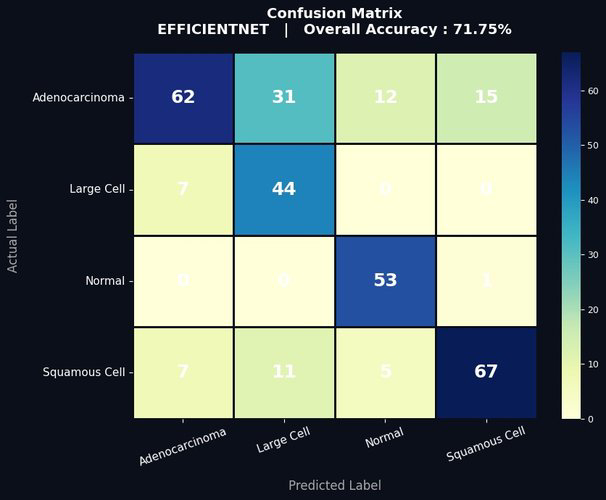 Confusion Matrix
EFFICIENTNET | Overall Accuracy : 71.75%
Adenocarcinoma 62 31 12 15
Large Cell 7 44 0 0
Normal 0 0 53 1
Squamous Cell 7 11 5 67
Adenocarcinoma Large Cell Normal Squamous Cell
Predicted Label
Actual Label
60
50
40
30
20
10
0